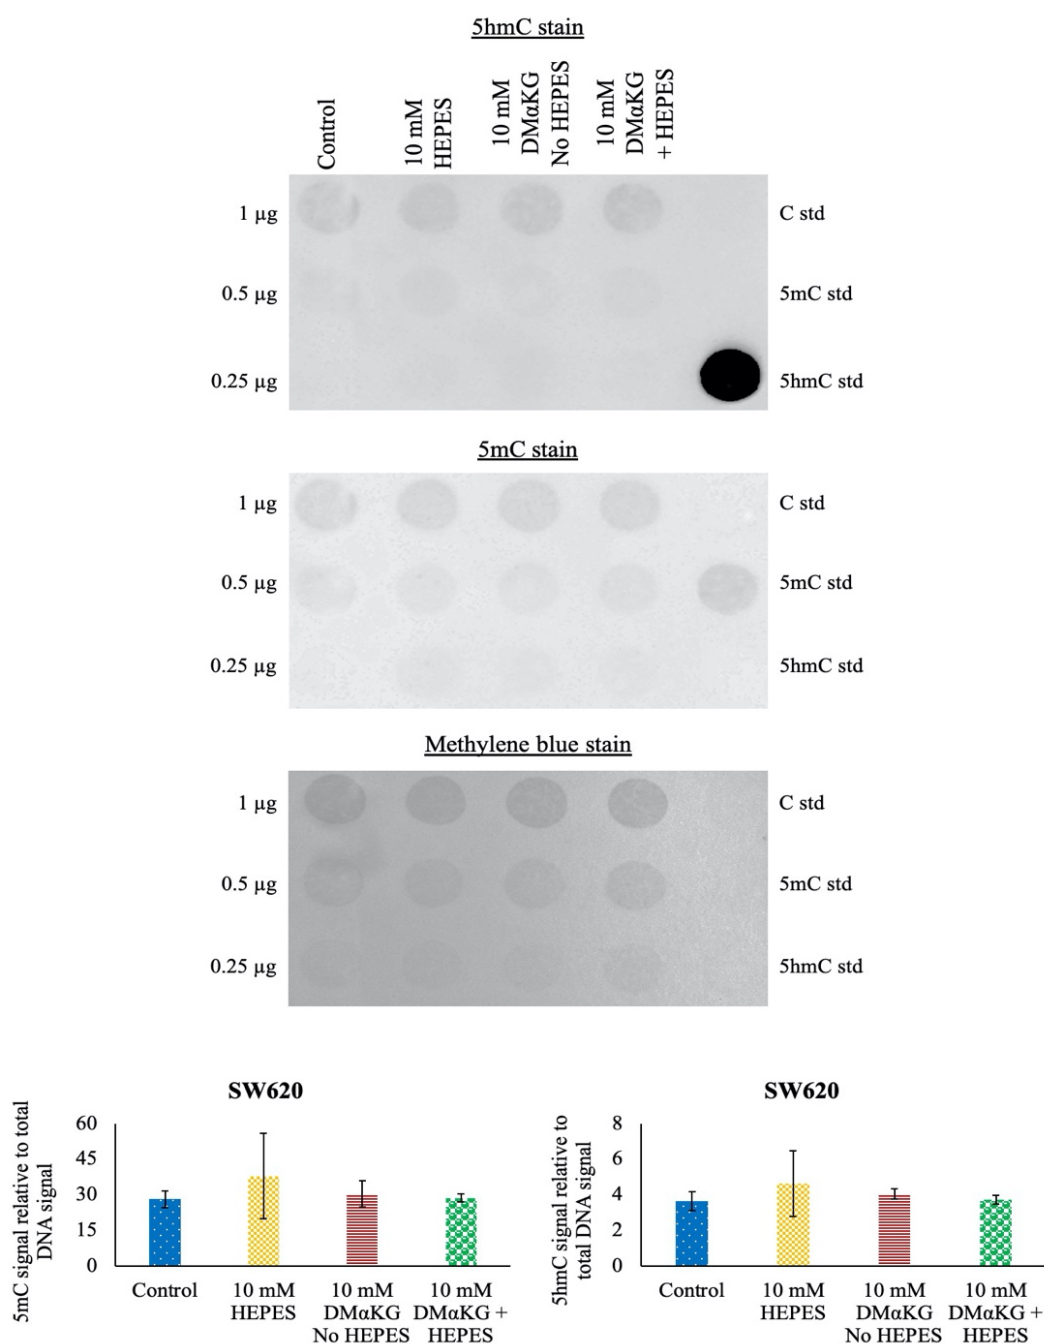 5hmC stain
Control
10 mM
HEPES
10 mM
DMαKG
No HEPES
10 mM
DMαKG
+ HEPES
1 µg
C std
0.5 µg
5mC std
0.25 µg
5hmC std
5mC stain
1 µg
C std
0.5 µg
5mC std
0.25 µg
5hmC std
Methylene blue stain
1 µg
C std
0.5 µg
5mC std
0.25 µg
5hmC std
SW620
5mC signal relative to total
DNA signal
60
45
30
15
0
Control
10 mM
HEPES
10 mM
DMαKG
No HEPES
10 mM
DMαKG +
HEPES
SW620
5hmC signal relative to
total DNA signal
8
6
4
2
0
Control
10 mM
HEPES
10 mM
DMαKG
No HEPES
10 mM
DMαKG +
HEPES